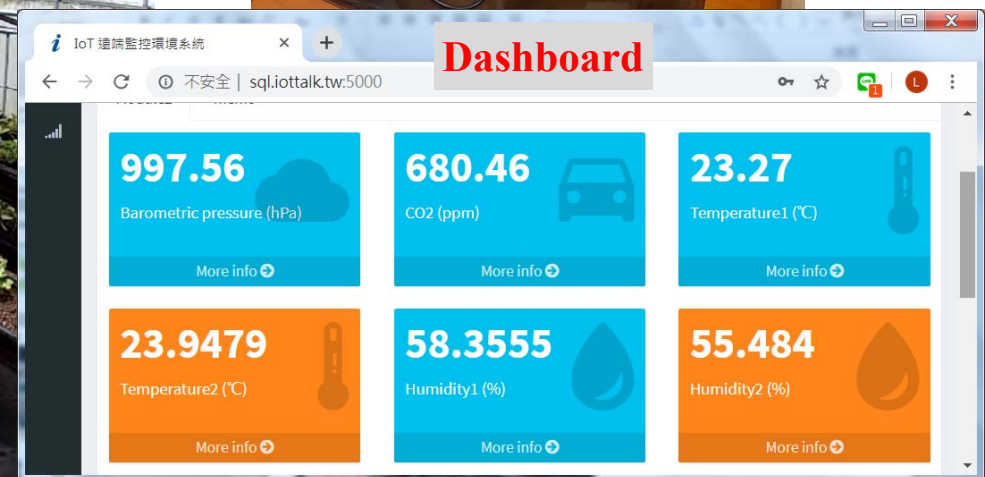 Dashboard
IoT 遠端監控環境系統
不安全 | sql.iottalk.tw:5000
997.56
Barometric pressure (hPa)
More info
680.46
CO2 (ppm)
More info
23.27
Temperature1 (℃)
More info
23.9479
Temperature2 (℃)
More info
58.3555
Humidity1 (%)
More info
55.484
Humidity2 (%)
More info
L
1